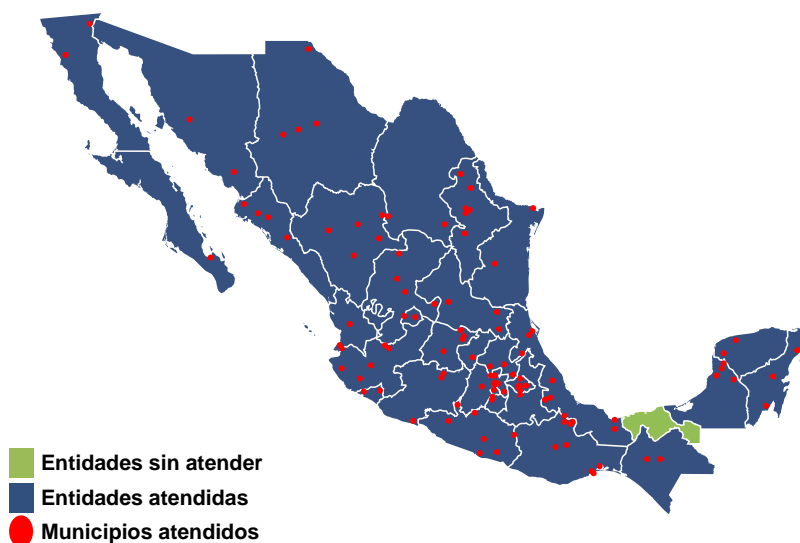 Entidades sin atender
Entidades atendidas
Municipios atendidos